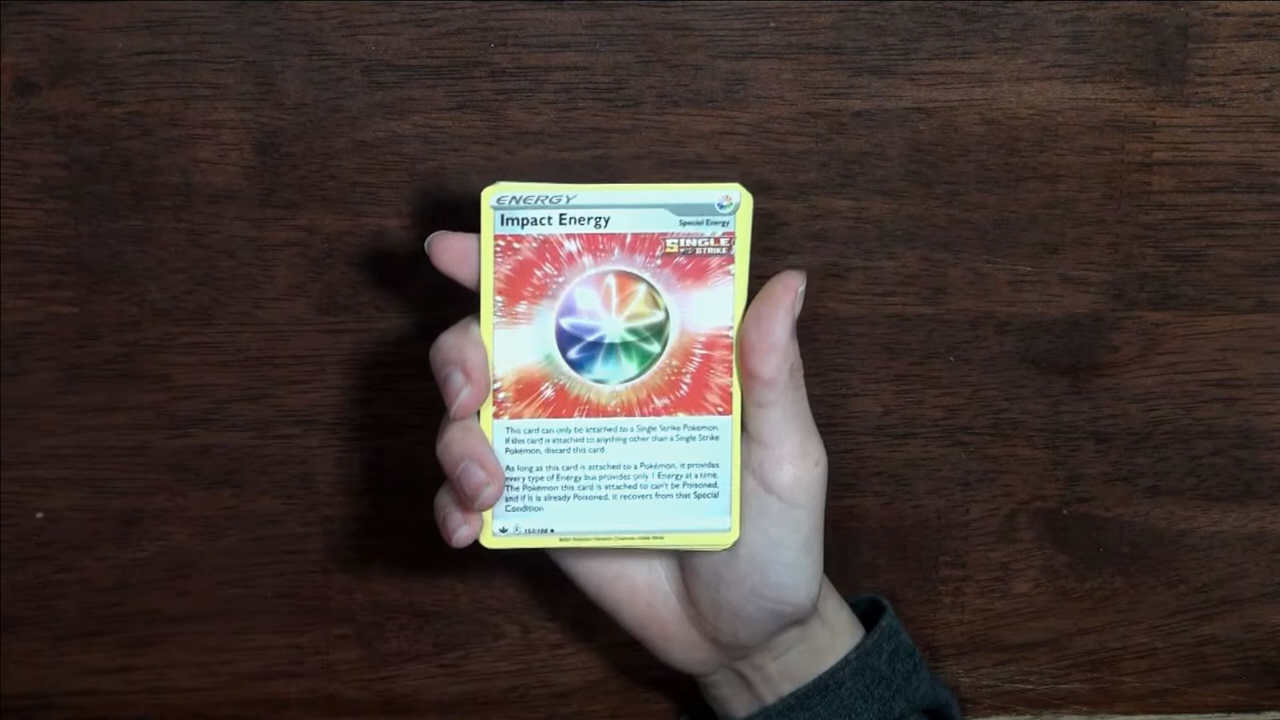 ENERGY
Impact Energy
Special Energy
SINGLE
STRIKE
This card can only be attached to a Single Strike Pokémon.
If this card is attached to anything other than a Single Strike
Pokémon, discard this card.
As long as this card is attached to a Pokémon, it provides
every type of Energy but provides only 1 Energy at a time.
The Pokémon this card is attached to can't be Poisoned,
and if it is already Poisoned, it recovers from that Special
Condition.
157/198